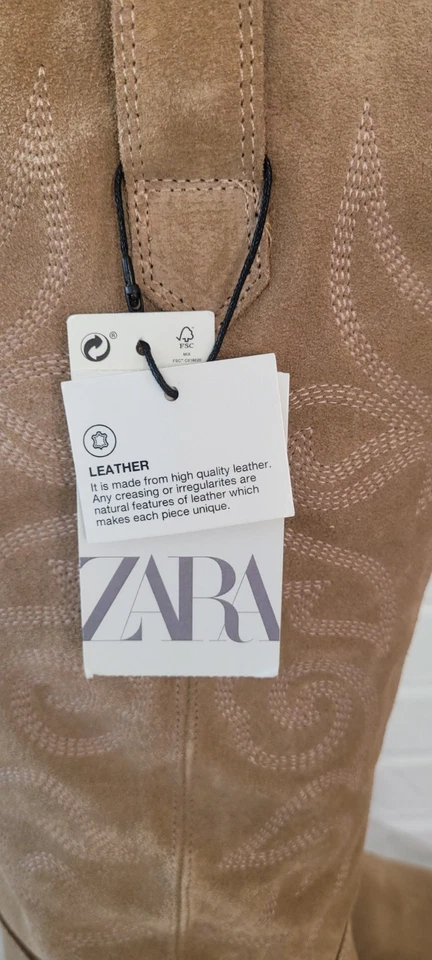 ®
FSC
MIX
LEATHER
It is made from high quality leather.
Any creasing or irregularites are
natural features of leather which
makes each piece unique.
ZARA